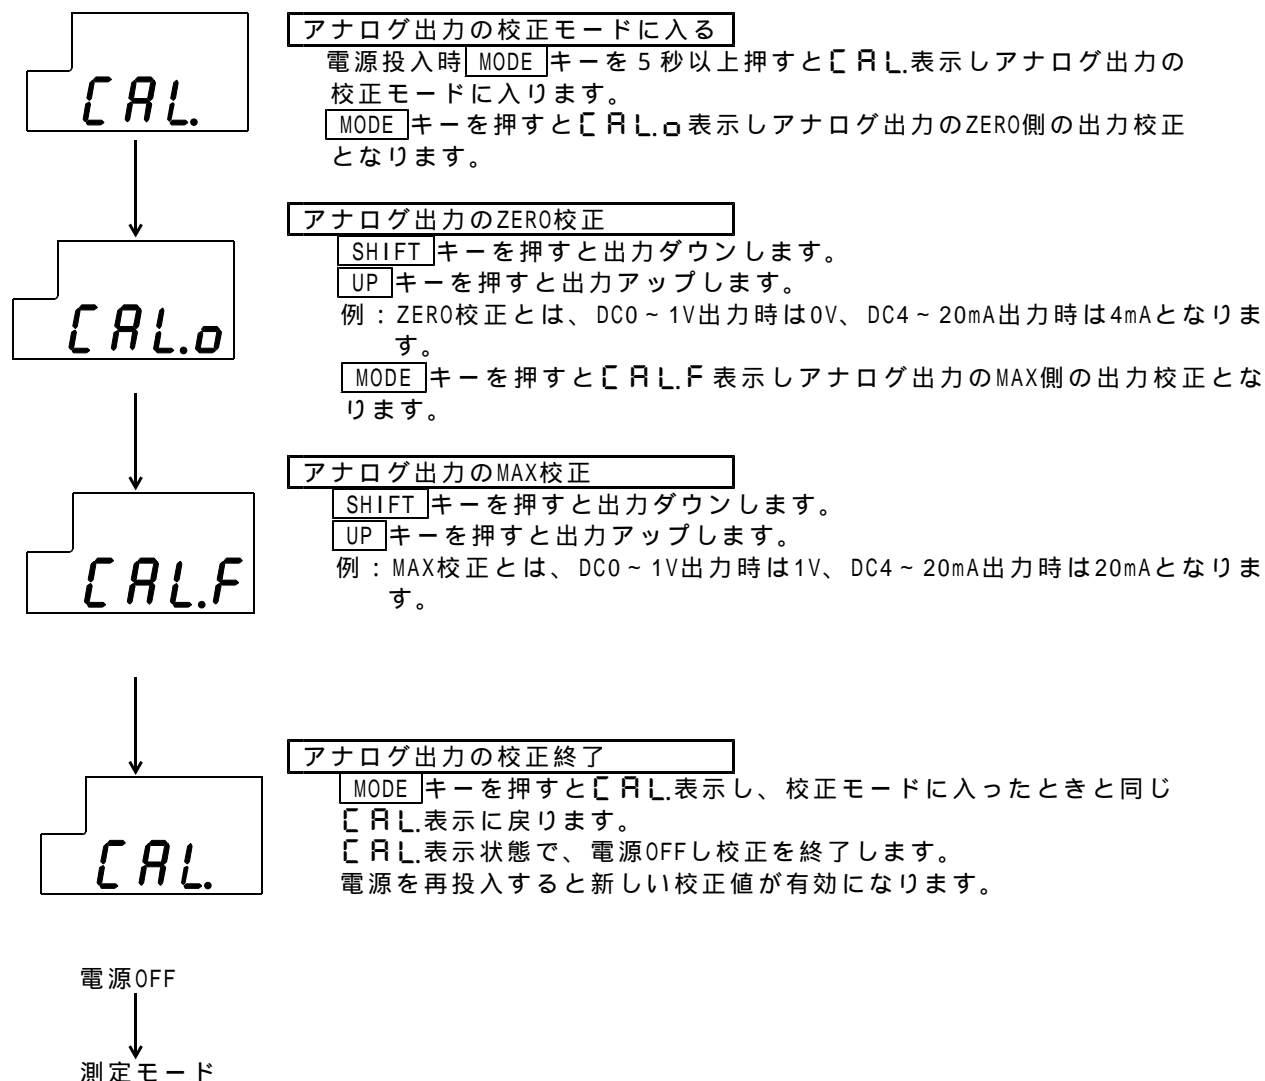 アナログ出力の校正モードに入る
電源投入時 MODE キーを5秒以上押すとCAL.表示しアナログ出力の
CAL.
校正モードに入ります。
MODE キーを押すとCAL.o表示しアナログ出力のZERO側の出力校正
となります。
アナログ出力のZERO校正
SHIFT キーを押すと出力ダウンします。
UP キーを押すと出力アップします。
例:ZERO校正とは、DC0~1V出力時は0V、DC4~20mA出力時は4mAとなりま
CAL.o
す。
MODE キーを押すとCAL.F表示しアナログ出力のMAX側の出力校正とな
ります。
アナログ出力のMAX校正
SHIFT キーを押すと出力ダウンします。
UP キーを押すと出力アップします。
例:MAX校正とは、DC0~1V出力時は1V、DC4~20mA出力時は20mAとなりま
CAL.F
す。
アナログ出力の校正終了
MODE キーを押すとCAL.表示し、校正モードに入ったときと同じ
CAL.表示に戻ります。
CAL.
CAL.表示状態で、電源OFFし校正を終了します。
電源を再投入すると新しい校正値が有効になります。
電源OFF
測定モード